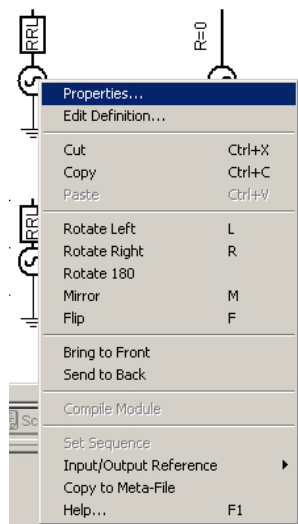 RRL
R=0
Properties...
Edit Definition...
Cut Ctrl+X
Copy Ctrl+C
Paste Ctrl+V
RRL
Rotate Left L
Rotate Right R
Rotate 180
Mirror M
Flip F
Bring to Front
Send to Back
Sc
Compile Module
Set Sequence
Input/Output Reference
Copy to Meta-File
Help... F1